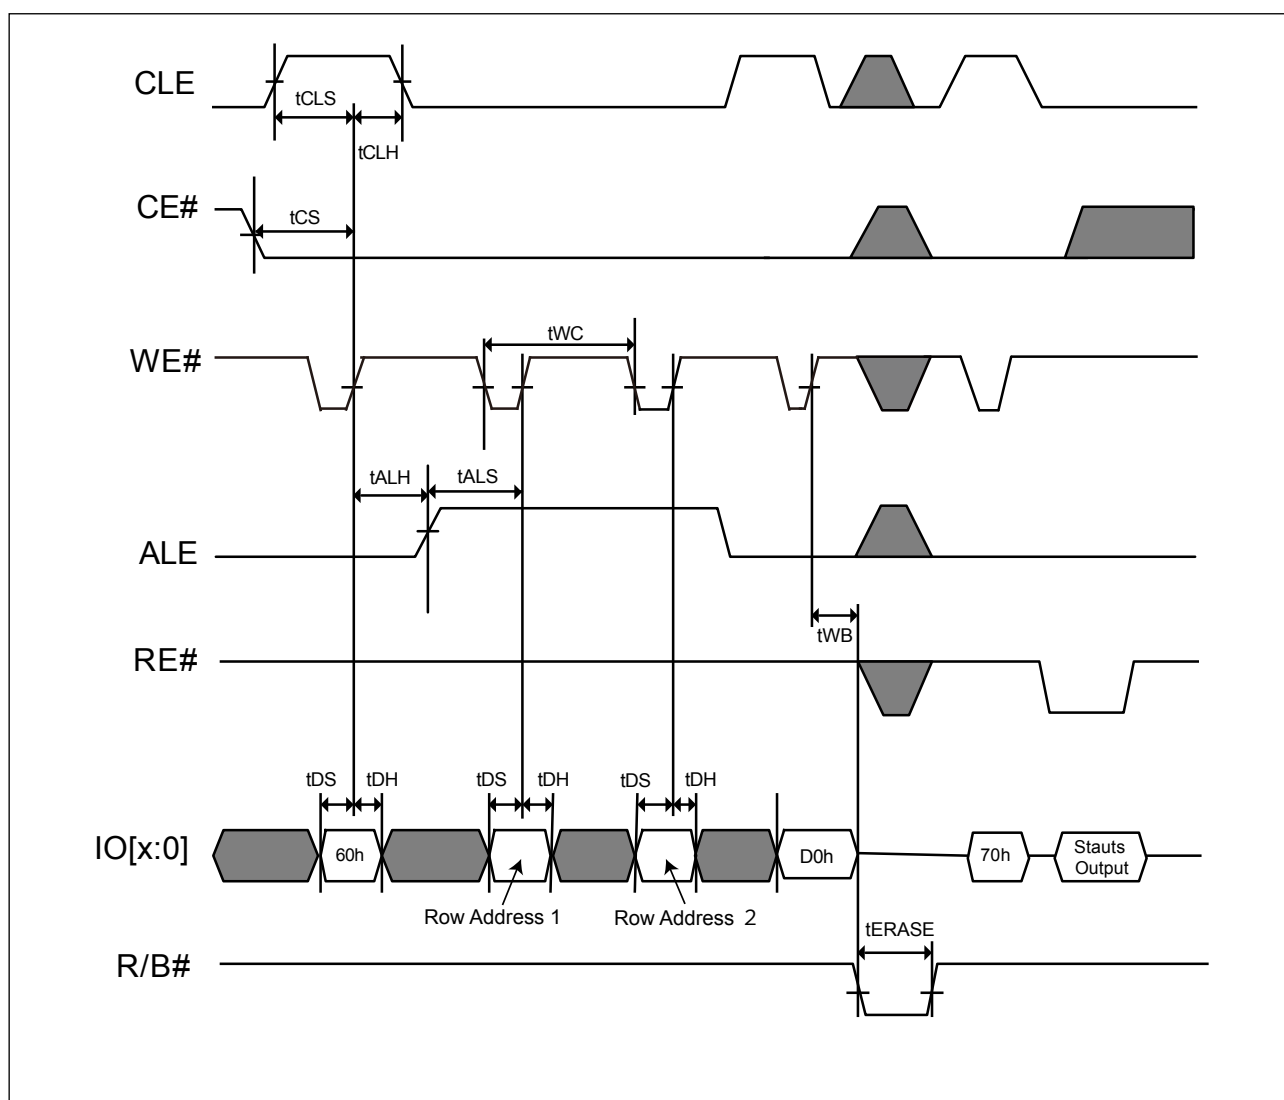 CLE
tCLS
tCLH
CE#
tCS
WE#
tWC
tALH
tALS
ALE
tWB
RE#
tDS
tDH
tDS
tDH
tDS
tDH
IO[x:0]
60h
D0h
70h
Stauts
Output
Row Address 1
Row Address 2
tERASE
R/B#